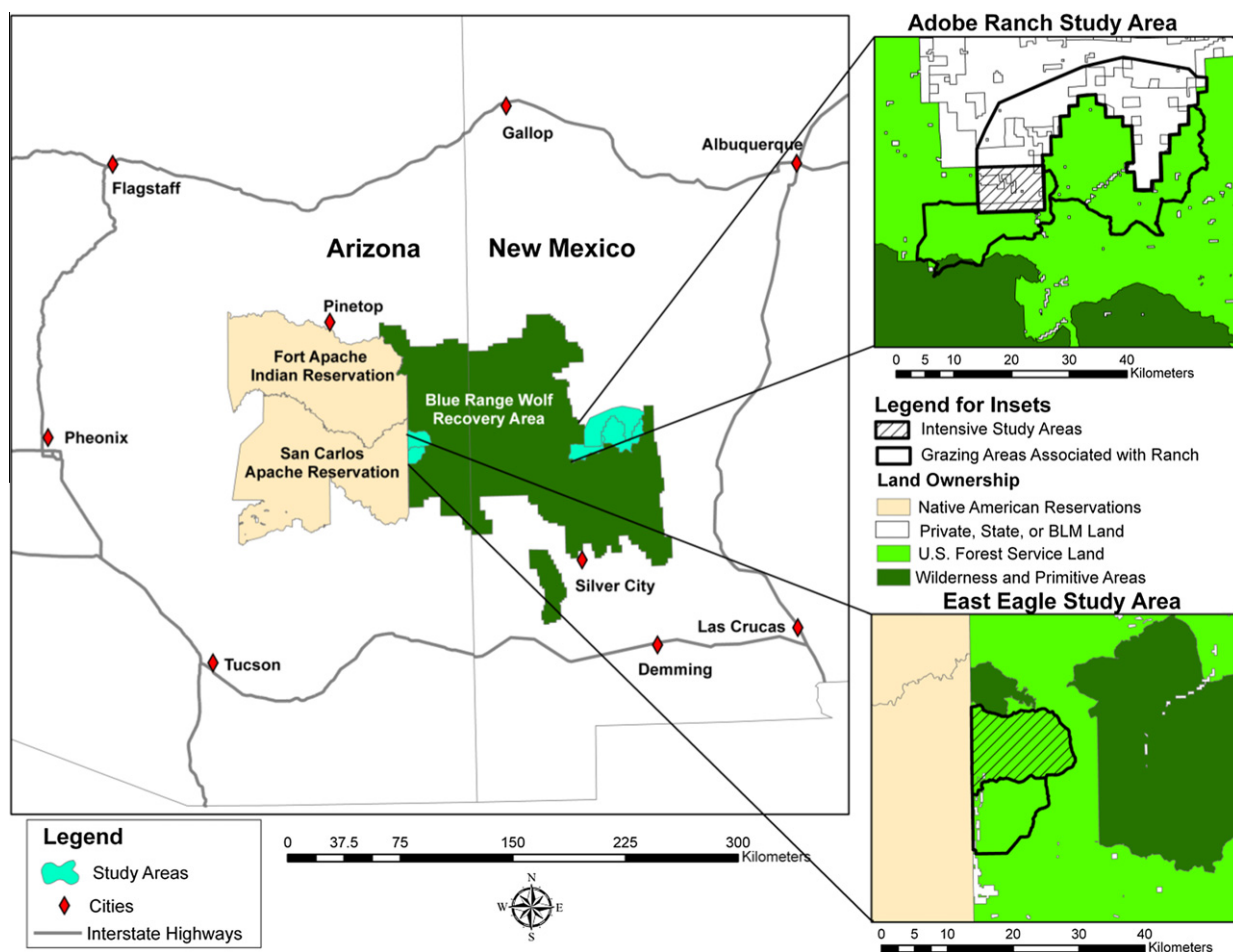 Gallop
Albuquerque
Flagstaff
Arizona
New Mexico
Pinetop
Fort Apache
Indian Reservation
Blue Range Wolf
Recovery Area
Pheonix
San Carlos
Apache Reservation
Silver City
Las Crucas
Tucson
Demming
Legend
Study Areas
Cities
Interstate Highways
0 37.5 75 150 225 300
Kilometers
N
W E
S
Adobe Ranch Study Area
0 5 10 20 30 40
Kilometers
Legend for Insets
Intensive Study Areas
Grazing Areas Associated with Ranch
Land Ownership
Native American Reservations
Private, State, or BLM Land
U.S. Forest Service Land
Wilderness and Primitive Areas
East Eagle Study Area
0 5 10 20 30 40
Kilometers